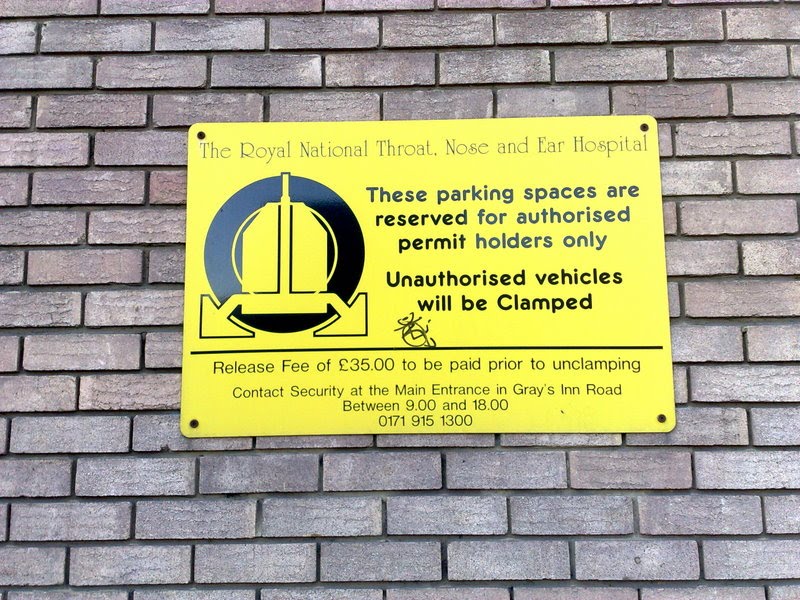 The Royal National Throat, Nose and Ear Hospital
These parking spaces are
reserved for authorised
permit holders only
Unauthorised vehicles
will be Clamped
Release Fee of £35.00 to be paid prior to unclamping
Contact Security at the Main Entrance in Gray's Inn Road
Between 9.00 and 18.00
0171 915 1300